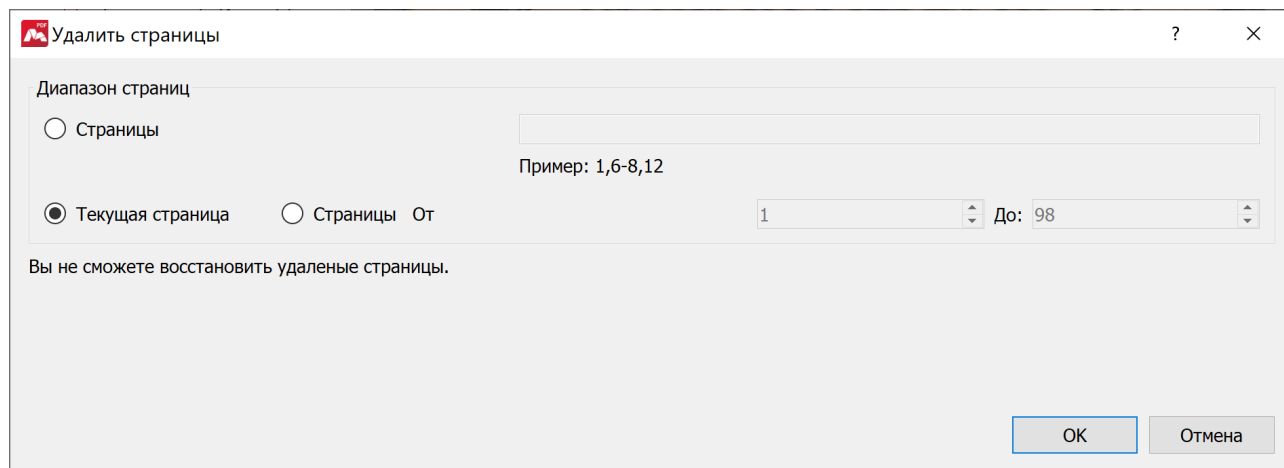 PDF
Удалить страницы ?
Диапазон страниц
Страницы
Пример: 1,6-8,12
Текущая страница Страницы От 1 До: 98
Вы не сможете восстановить удаленые страницы.
OK Отмена